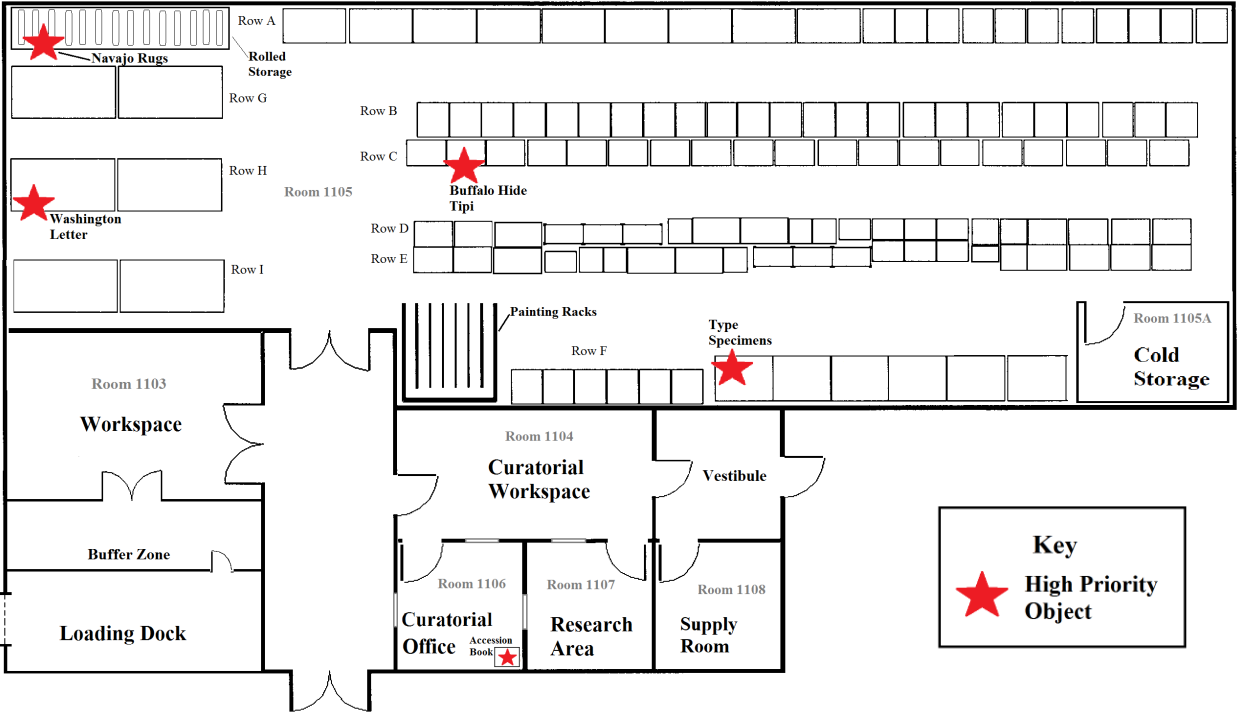 Row A
Navajo Rugs
Rolled
Storage
Row G
Row B
Row C
Row H
Room 1105
Buffalo Hide
Tipi
Washington
Letter
Row D
Row E
Row I
Painting Racks
Type
Specimens
Row F
Room 1105A
Cold
Storage
Room 1103
Workspace
Room 1104
Curatorial
Workspace
Vestibule
Buffer Zone
Key
High Priority
Object
Room 1106
Room 1107
Room 1108
Curatorial
Office
Accession
Book
Research
Area
Supply
Room
Loading Dock